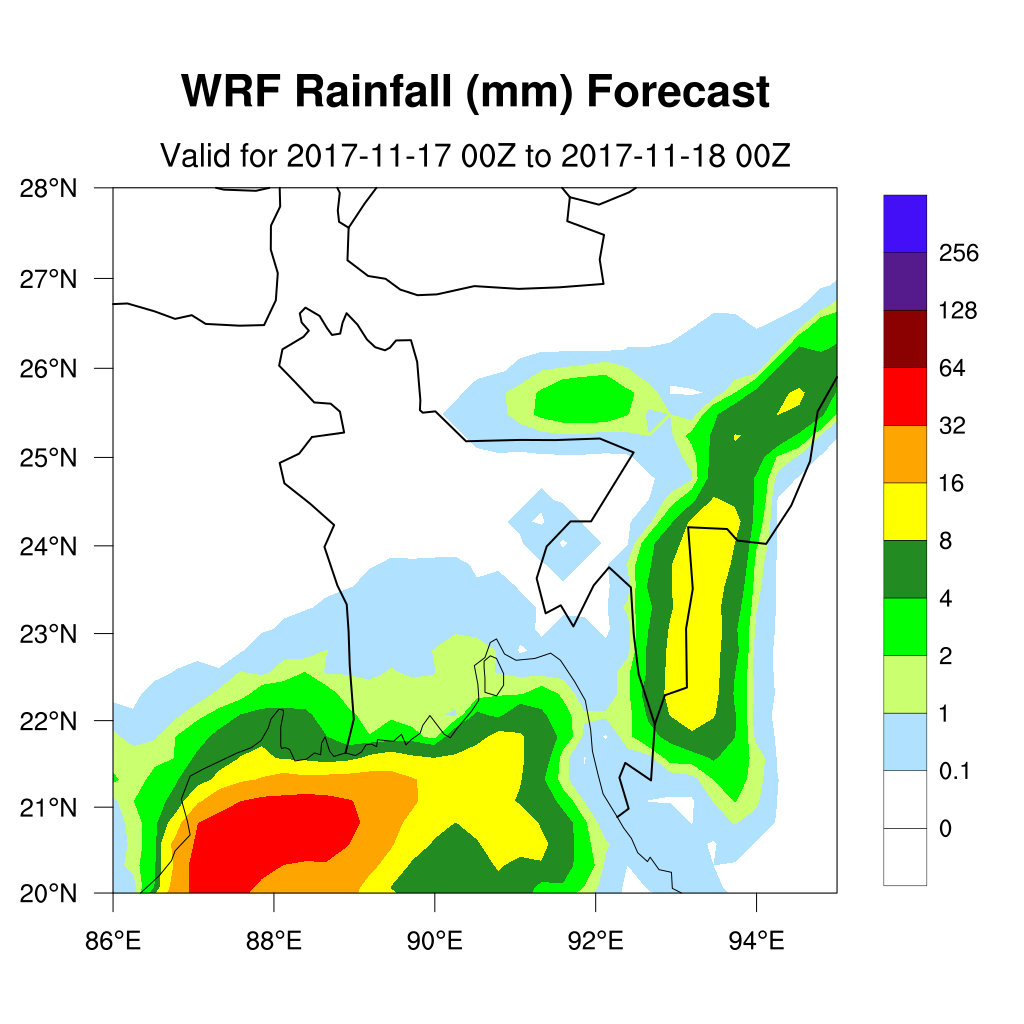 WRF Rainfall (mm) Forecast
Valid for 2017-11-17 00Z to 2017-11-18 00Z
28°N
27°N
26°N
25°N
24°N
23°N
22°N
21°N
20°N
86°E 88°E 90°E 92°E 94°E
256
128
64
32
16
8
4
2
1
0.1
0